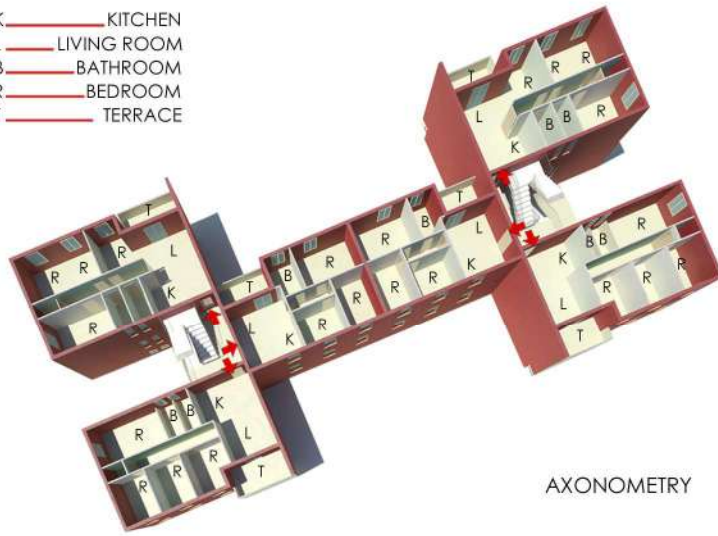 K KITCHEN
LIVING ROOM
B BATHROOM
R BEDROOM
TERRACE
T
R R R
L
B B R
K
T
R R L
R K
R
T
B R R B L
T
R R K
L K R R
R
B B
K
R R R
L
T
R B B K
L
R R R
T
AXONOMETRY